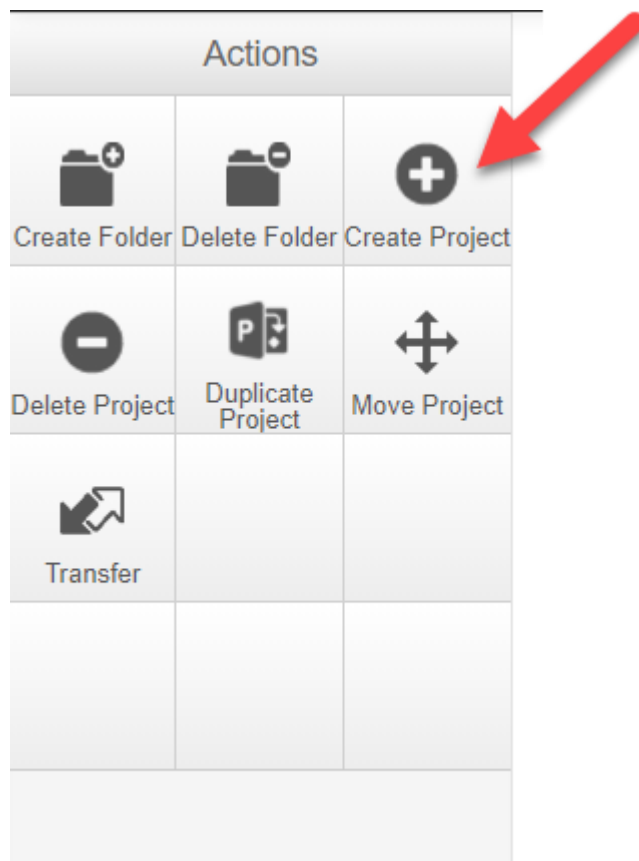 Actions
Create Folder
Delete Folder
Create Project
Delete Project
P
Duplicate
Project
Move Project
Transfer